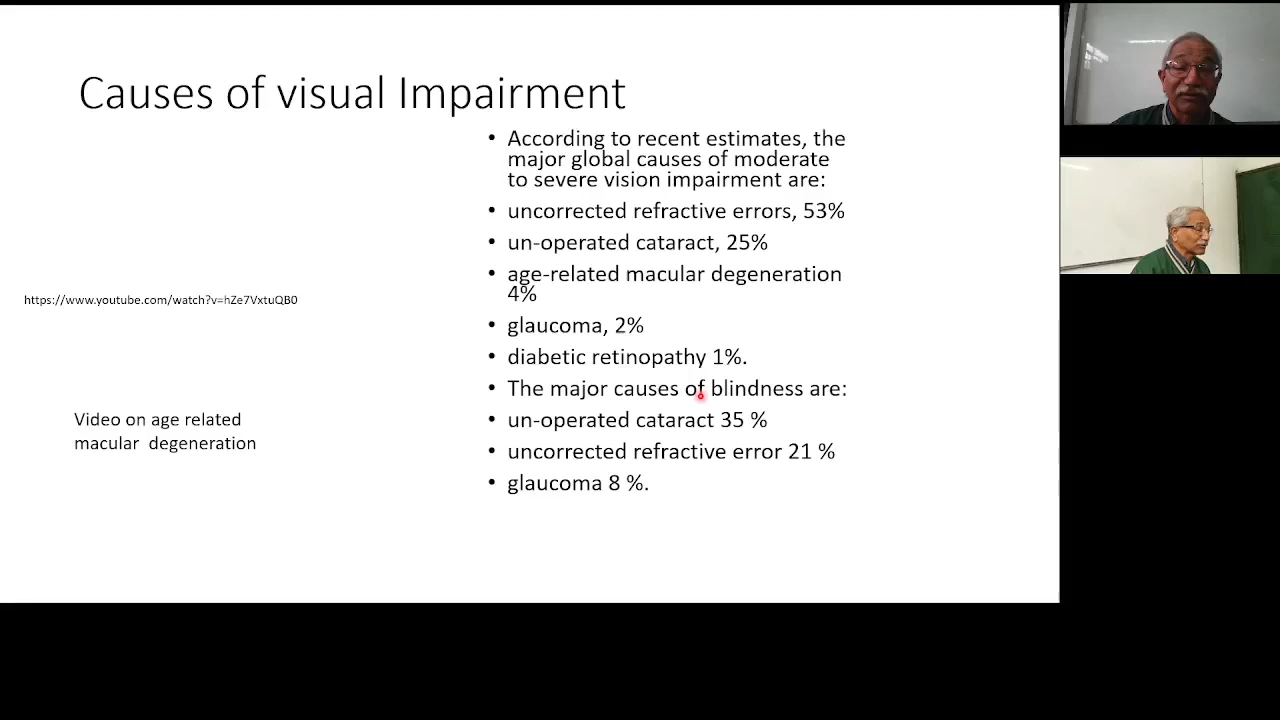 Causes of visual Impairment
• According to recent estimates, the
major global causes of moderate
to severe vision impairment are:
• uncorrected refractive errors, 53%
• un-operated cataract, 25%
• age-related macular degeneration
4%
• glaucoma, 2%
• diabetic retinopathy 1%.
• The major causes of blindness are:
• un-operated cataract 35 %
• uncorrected refractive error 21 %
• glaucoma 8 %.
https://www.youtube.com/watch?v=hZe7VxtuQB0
Video on age related
macular degeneration